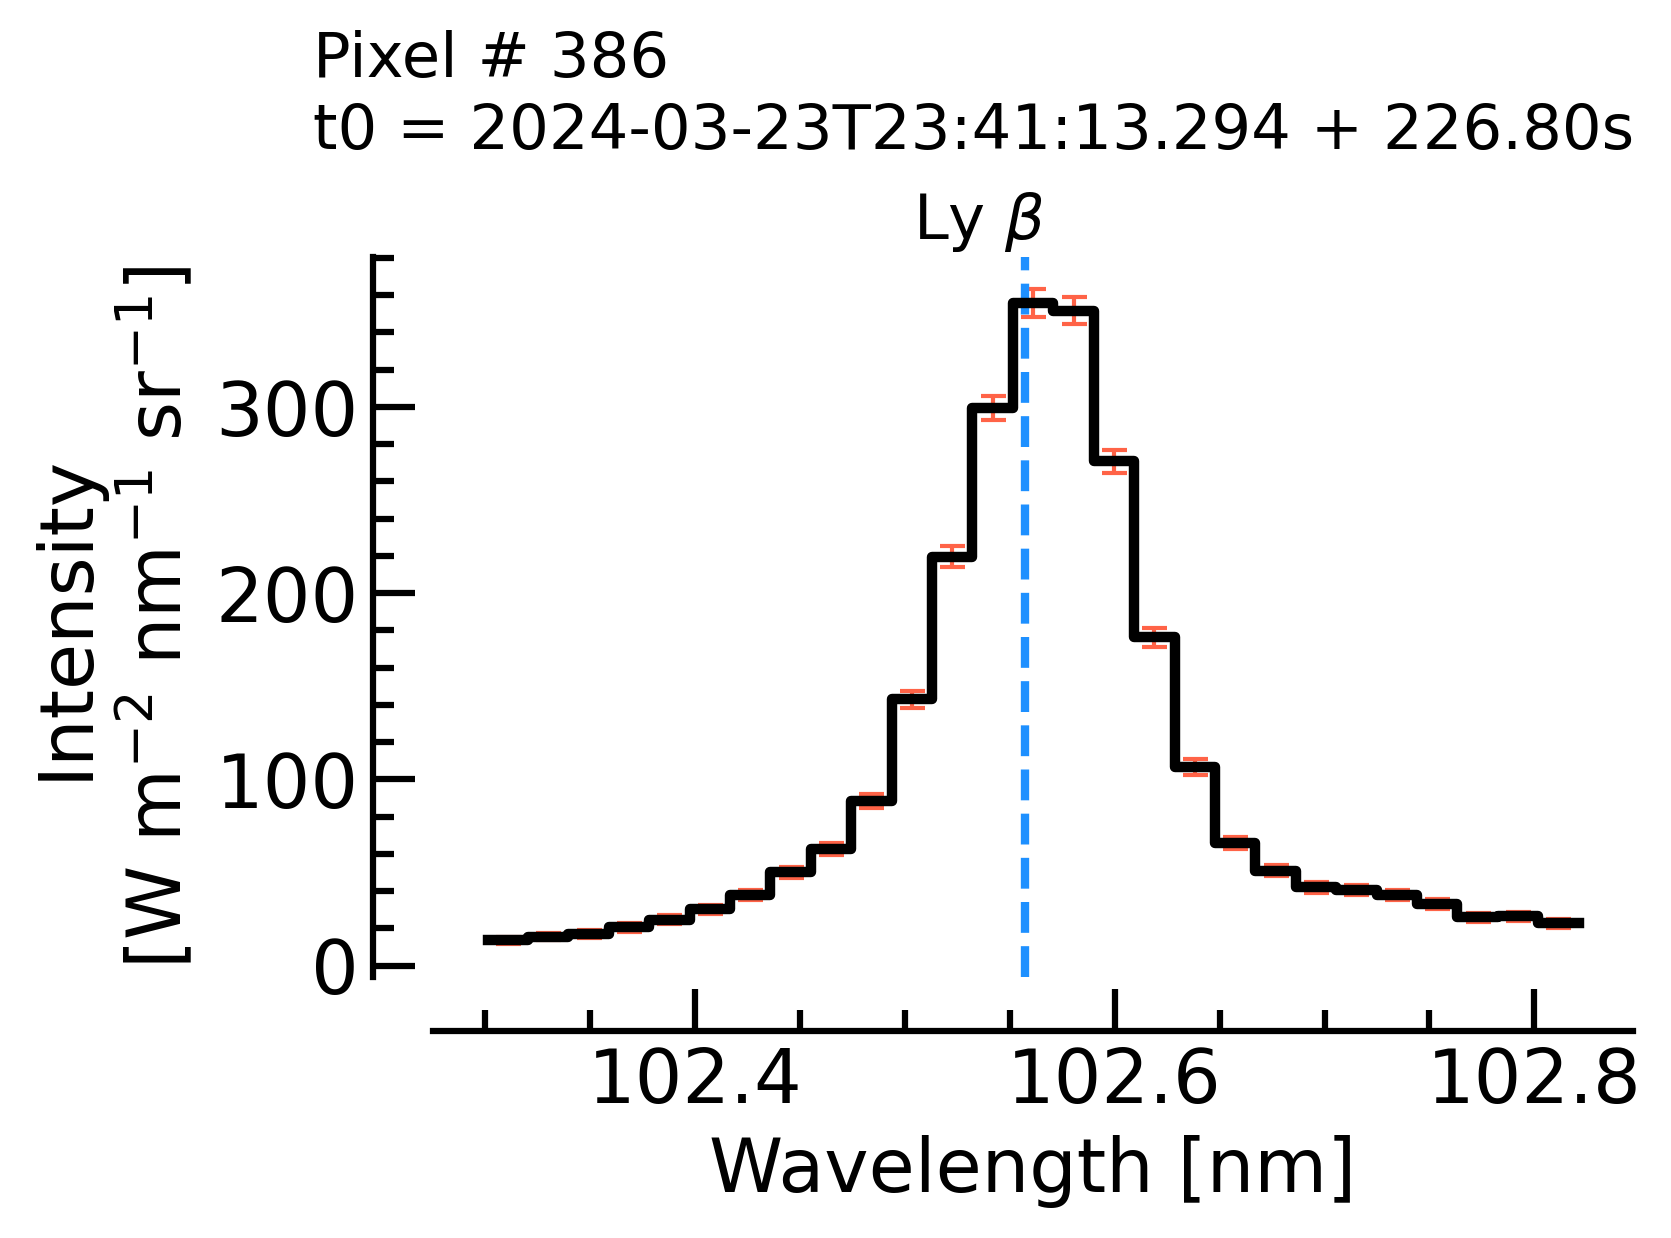 Pixel # 386
t0 = 2024-03-23T23:41:13.294 + 226.80s
Ly β
Intensity
[W m⁻² nm⁻¹ sr⁻¹]
300
200
100
0
102.4 102.6 102.8
Wavelength [nm]